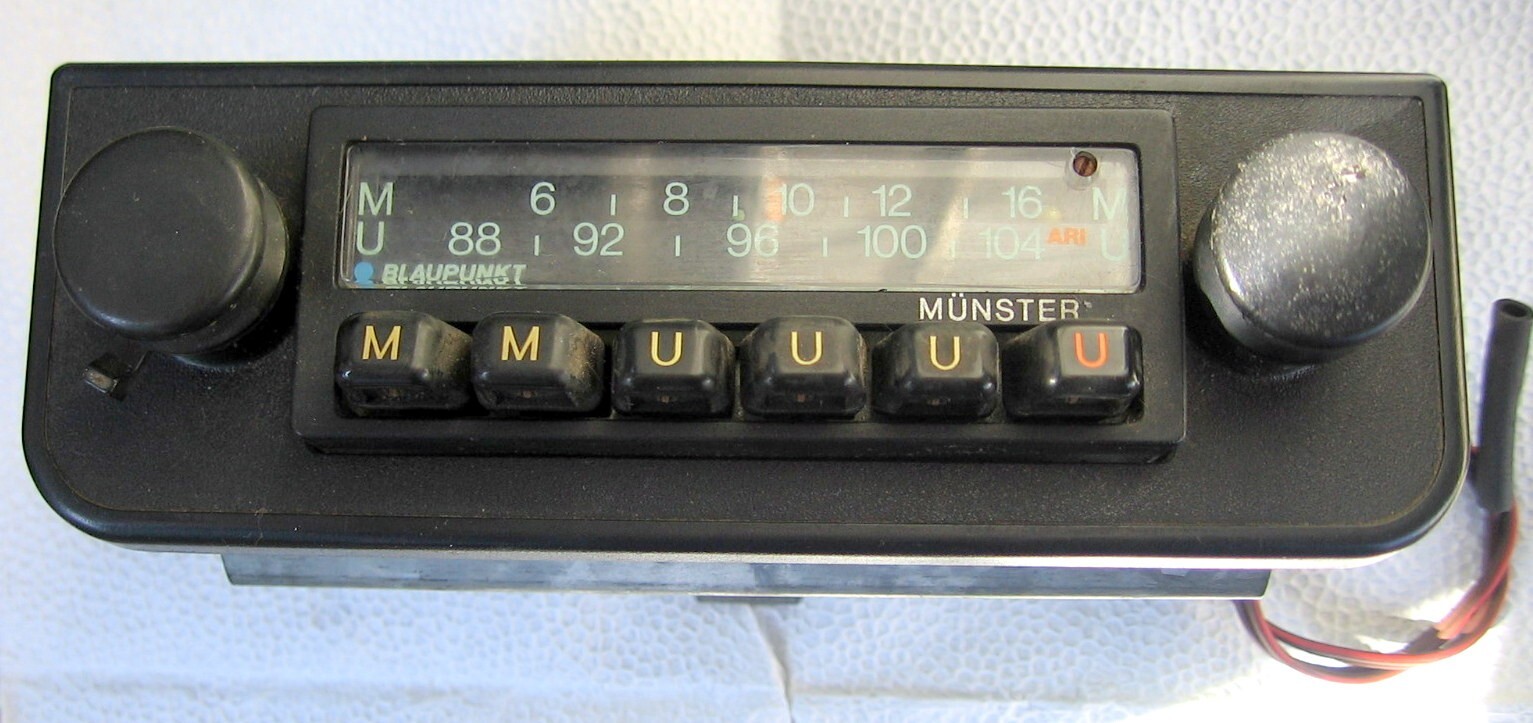 M 6 8 10 12 16 M
U 88 92 96 100 104 ARI U
BLAUPUNKT
MÜNSTER
M M U U U U